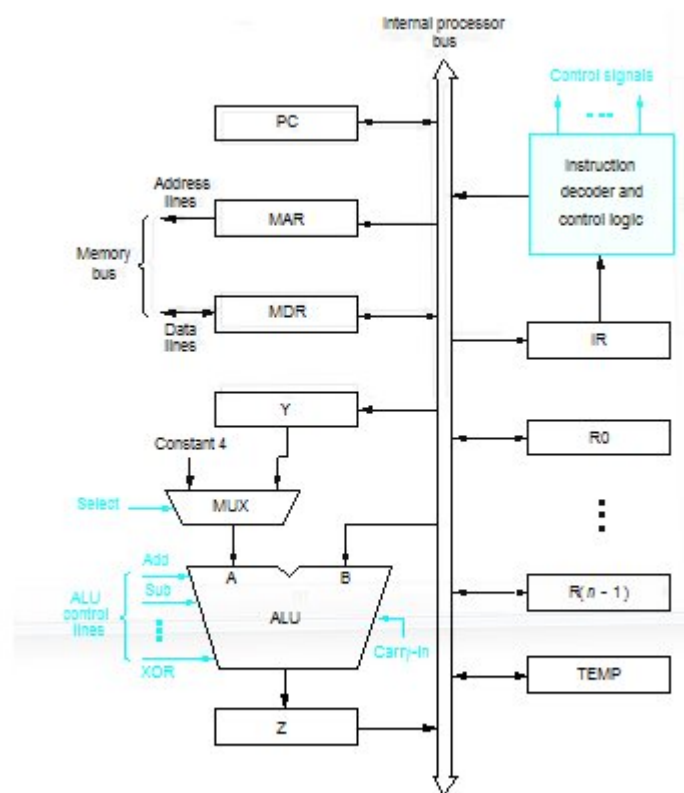 Internal processor
bus
Control signals
PC
Instruction
decoder and
control logic
Address
lines
MAR
Memory
bus
MDR
Data
lines
IR
Y
Constant 4
R0
Select
MUX
Add
A
B
Sub
R(n - 1)
ALU
control
lines
ALU
Carry-in
XOR
TEMP
Z